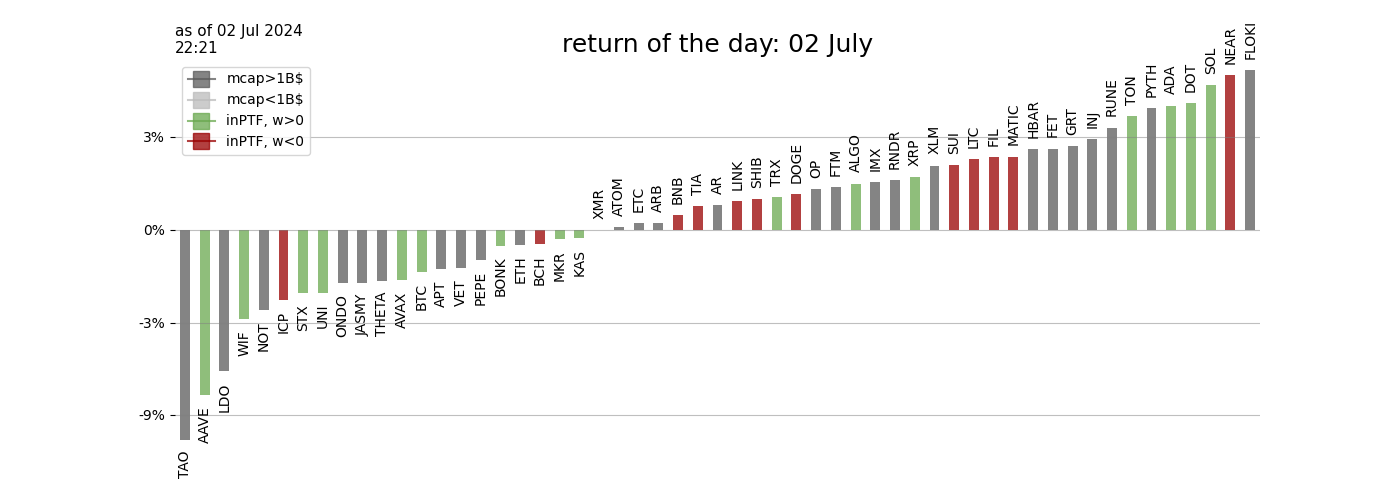 as of 02 Jul 2024
22:21
return of the day: 02 July
mcap>1B$
mcap<1B$
inPTF, w>0
inPTF, w<0
3%
0%
-3%
-9%
TAO
AAVE
LDO
WIF
NOT
ICP
STX
UNI
ONDO
JASMY
THETA
AVAX
BTC
APT
VET
PEPE
BONK
ETH
BCH
MKR
KAS
XMR
ATOM
ETC
ARB
BNB
TIA
AR
LINK
SHIB
TRX
DOGE
OP
FTM
ALGO
IMX
RNDR
XRP
XLM
SUI
LTC
FIL
MATIC
HBAR
FET
GRT
INJ
RUNE
TON
PYTH
ADA
DOT
SOL
NEAR
FLOKI